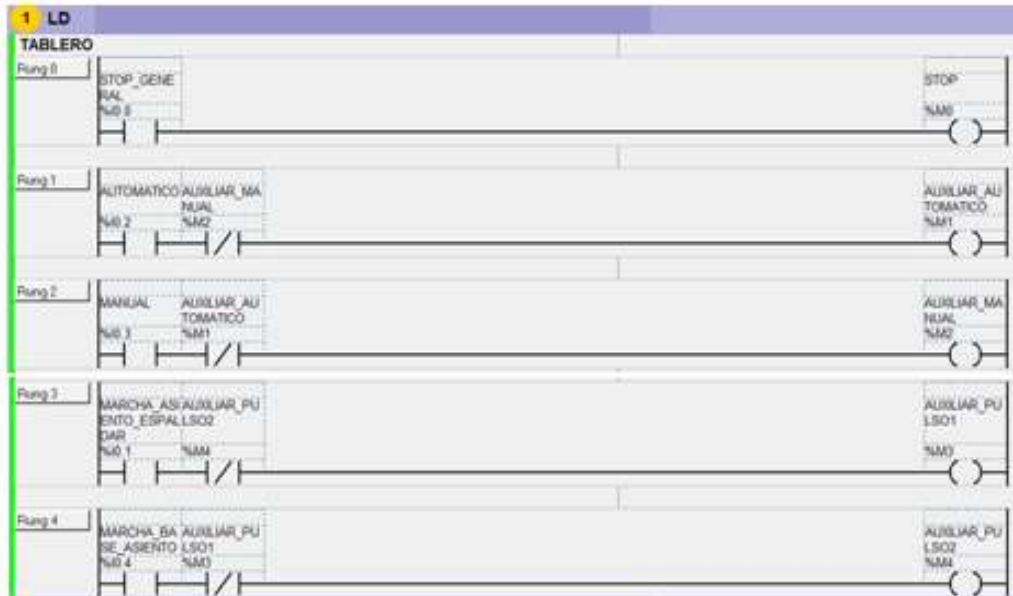 1 LD
TABLERO
Rung 0
STOP_GENE
RAL
%I0.0
STOP
%M0
Rung 1
AUTOMATICO AUXILIAR_MA
NUAL
%I0.2 %M2
AUXILIAR_AU
TOMATICO
%M1
Rung 2
MANUAL AUXILIAR_AU
TOMATICO
%I0.3 %M1
AUXILIAR_MA
NUAL
%M2
Rung 3
MARCHA_ASI AUXILIAR_PU
ENTO_ESPAL LSO2
DAR
%I0.1 %M4
AUXILIAR_PU
LSO1
%M3
Rung 4
MARCHA_BA AUXILIAR_PU
SE_ASIENTO LSO1
%I0.4 %M3
AUXILIAR_PU
LSO2
%M4